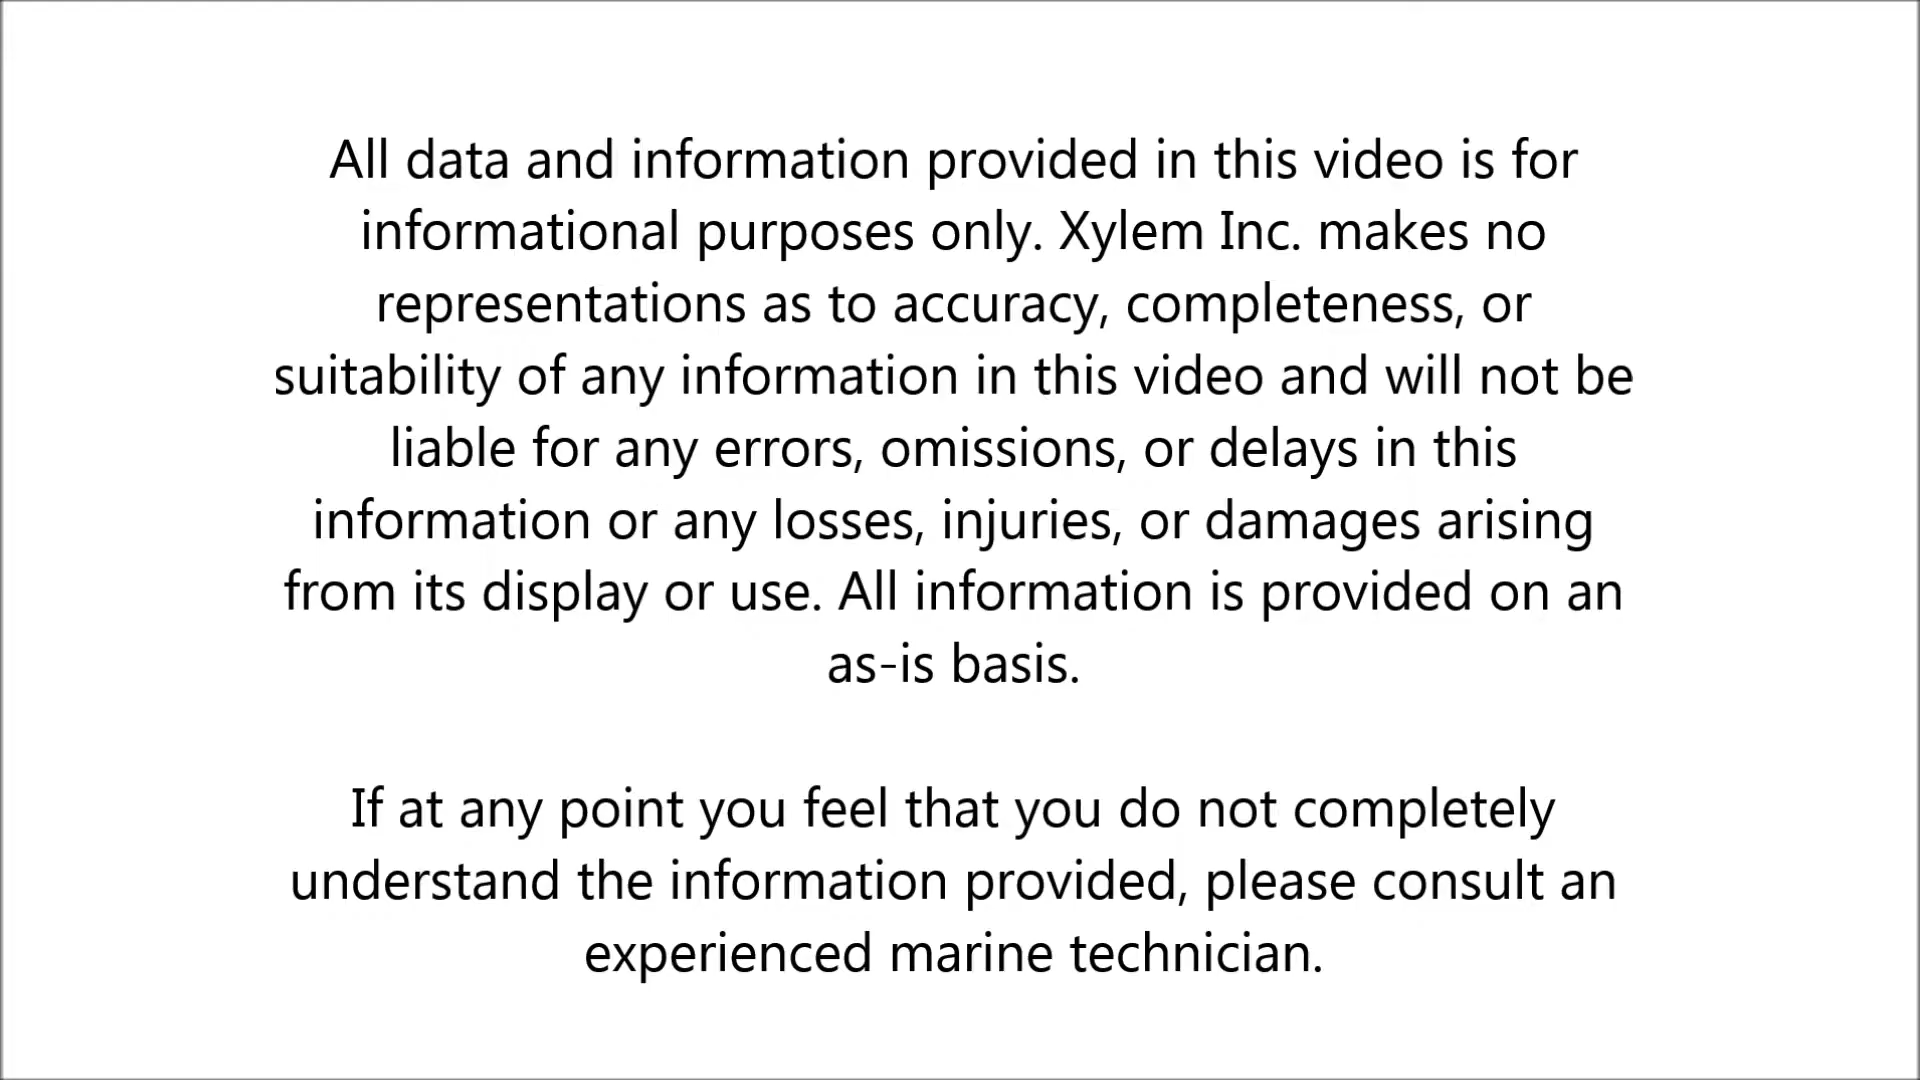 All data and information provided in this video is for
informational purposes only. Xylem Inc. makes no
representations as to accuracy, completeness, or
suitability of any information in this video and will not be
liable for any errors, omissions, or delays in this
information or any losses, injuries, or damages arising
from its display or use. All information is provided on an
as-is basis.
If at any point you feel that you do not completely
understand the information provided, please consult an
experienced marine technician.